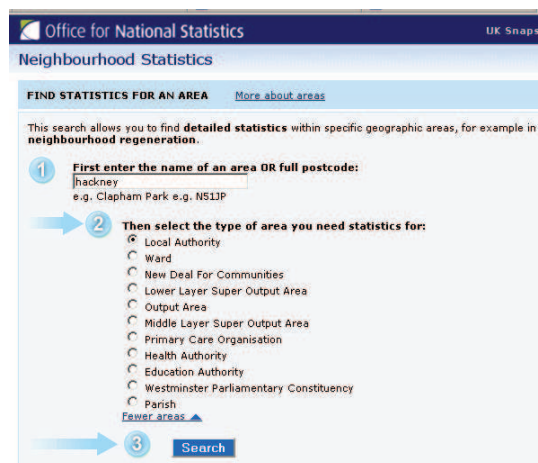 Office for National Statistics
UK Snaps
Neighbourhood Statistics
FIND STATISTICS FOR AN AREA More about areas
This search allows you to find detailed statistics within specific geographic areas, for example in
neighbourhood regeneration.
1 First enter the name of an area OR full postcode:
hackney
e.g. Clapham Park e.g. N51JP
2 Then select the type of area you need statistics for:
Local Authority
Ward
New Deal For Communities
Lower Layer Super Output Area
Output Area
Middle Layer Super Output Area
Primary Care Organisation
Health Authority
Education Authority
Westminster Parliamentary Constituency
Parish
Fewer areas
3 Search